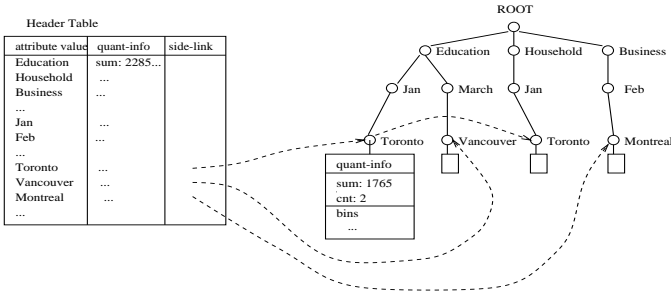 Header Table
attribute value quant-info side-link
Education sum: 2285...
Household ...
Business ...
...
Jan ...
Feb ...
...
Toronto ...
Vancouver ...
Montreal ...
...
ROOT
Education Household Business
Jan March Jan Feb
Toronto Vancouver Toronto Montreal
quant-info
sum: 1765
cnt: 2
bins
...